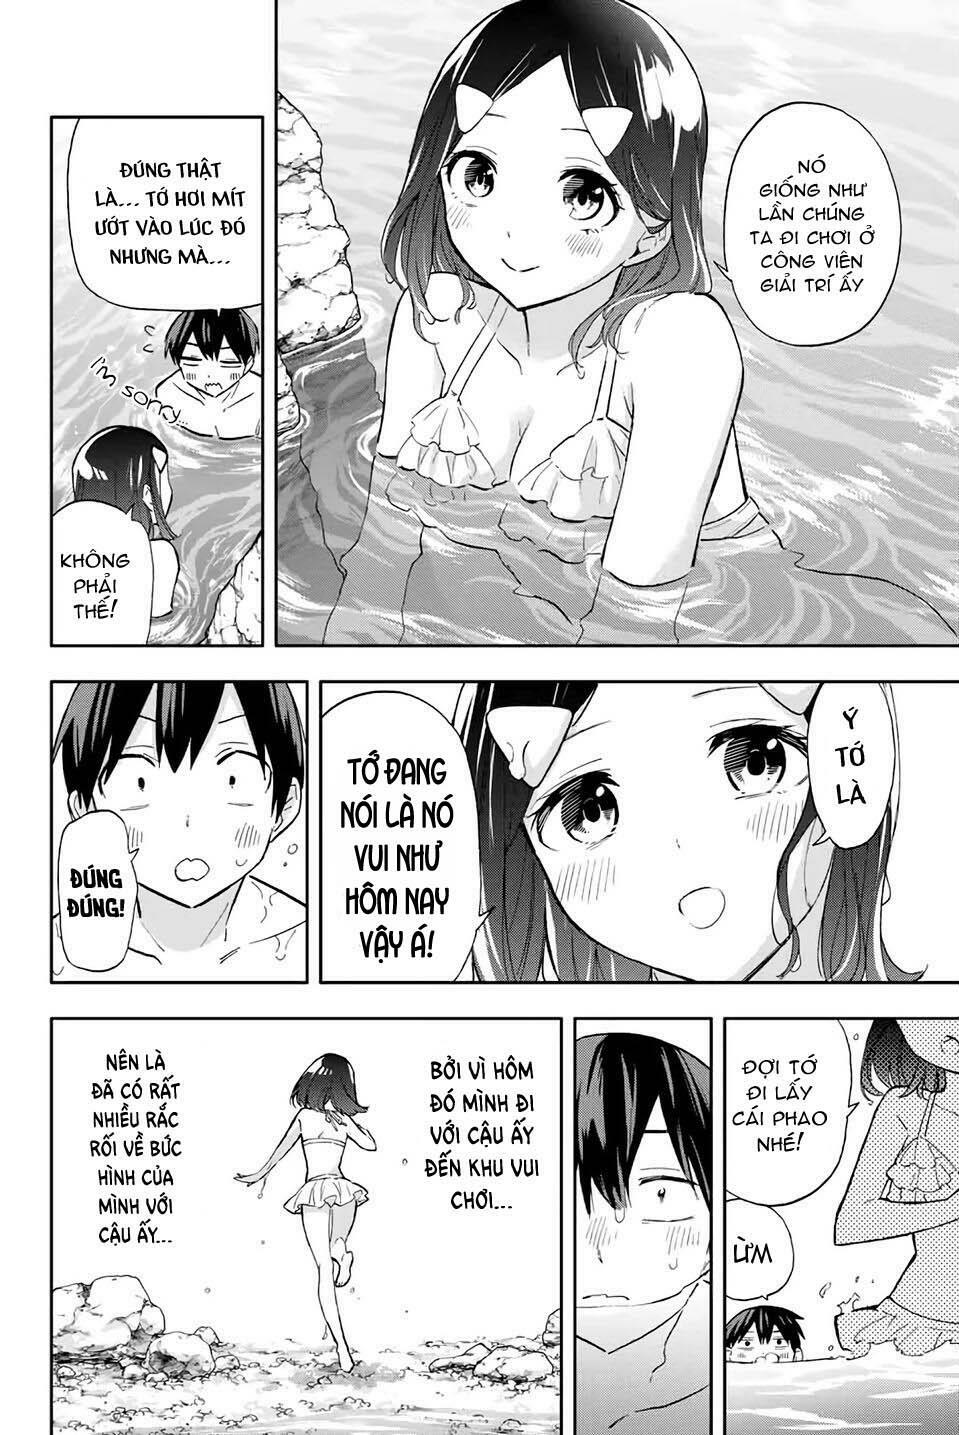 NÓ
GIỐNG NHƯ
LẦN CHÚNG
TA ĐI CHƠI Ở
CÔNG VIÊN
GIẢI TRÍ ẤY
ĐÚNG THẬT
LÀ... TỚ HƠI MÍT
ƯỚT VÀO LÚC ĐÓ
NHƯNG MÀ...
I'm sorry...
KHÔNG
PHẢI
THẾ!
Ý
TỚ
LÀ
TỚ ĐANG
NÓI LÀ NÓ
VUI NHƯ
HÔM NAY
VẬY Á!
ĐÚNG
ĐÚNG!
ĐỢI TỚ
ĐI LẤY
CÁI PHAO
NHÉ!
ỪM
BỞI VÌ HÔM
ĐÓ MÌNH ĐI
VỚI CẬU ẤY
ĐẾN KHU VUI
CHƠI...
NÊN LÀ
ĐÃ CÓ RẤT
NHIỀU RẮC
RỐI VỀ BỨC
HÌNH CỦA
MÌNH VỚI
CẬU ẤY...